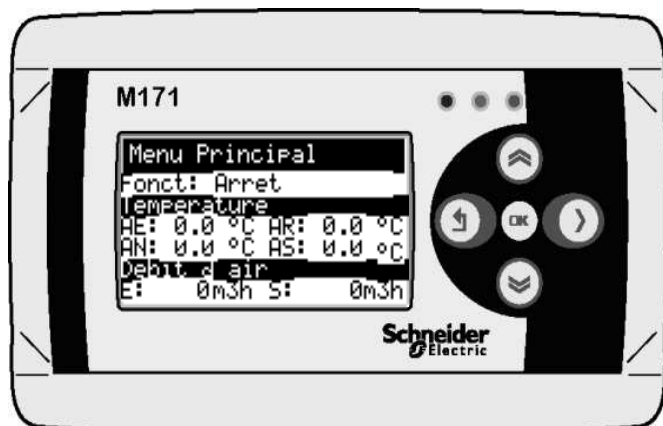 M171
Menu Principal
Fonct: Arret
Temperature
AE: 0.0 °C AR: 0.0 °C
AN: 0.0 °C AS: 0.0 °C
Debit d air
E: 0m3h S: 0m3h
OK
Schneider
Electric